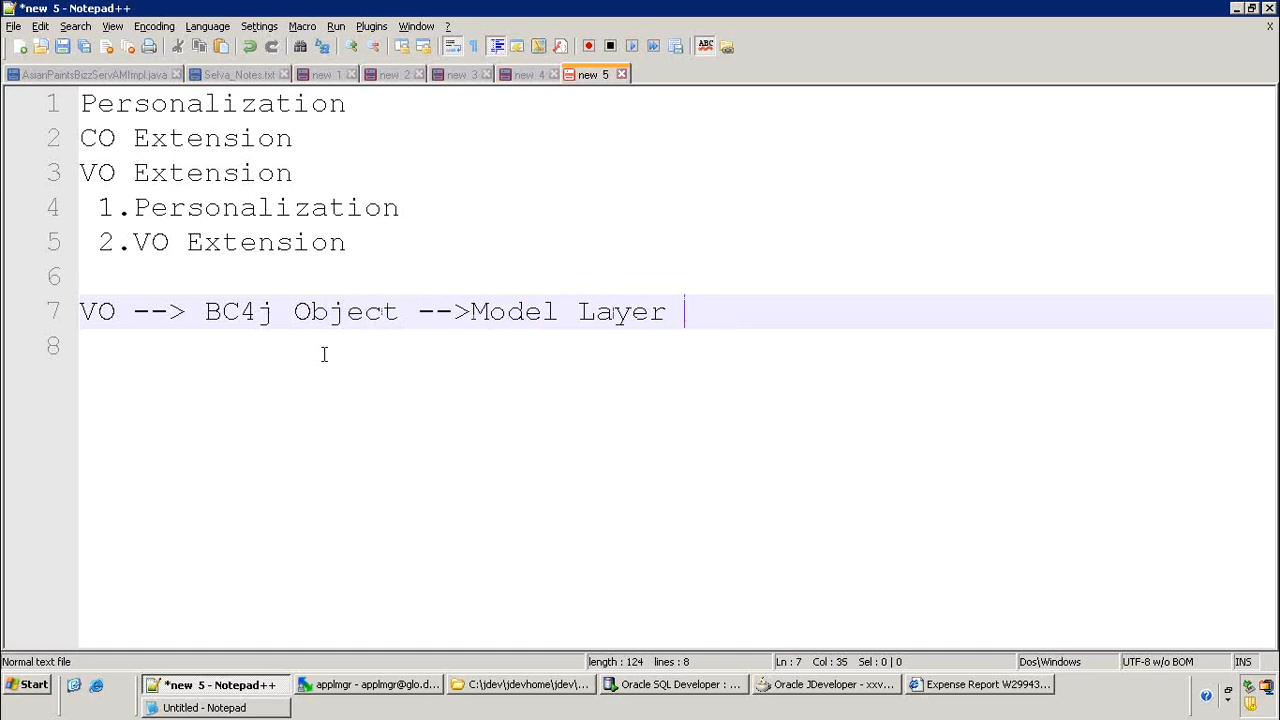 *new 5 - Notepad++
File Edit Search View Encoding Language Settings Macro Run Plugins Window ?
X
ABC
AsianPaintsBizzServAMImpl.java Selva_Notes.txt new 1 new 2 new 3 new 4 new 5
1 Personalization
2 CO Extension
3 VO Extension
4 1.Personalization
5 2.VO Extension
6
7 VO --> BC4j Object -->Model Layer
8
Normal text file length : 124 lines : 8 Ln : 7 Col : 35 Sel : 0 | 0 Dos\Windows UTF-8 w/o BOM INS
Start *new 5 - Notepad++ applmgr - applmgr@glo.d... C:\jdev\jdevhome\jdev\... Oracle SQL Developer : ... Oracle JDeveloper - xxv... Expense Report W29943...
Untitled - Notepad